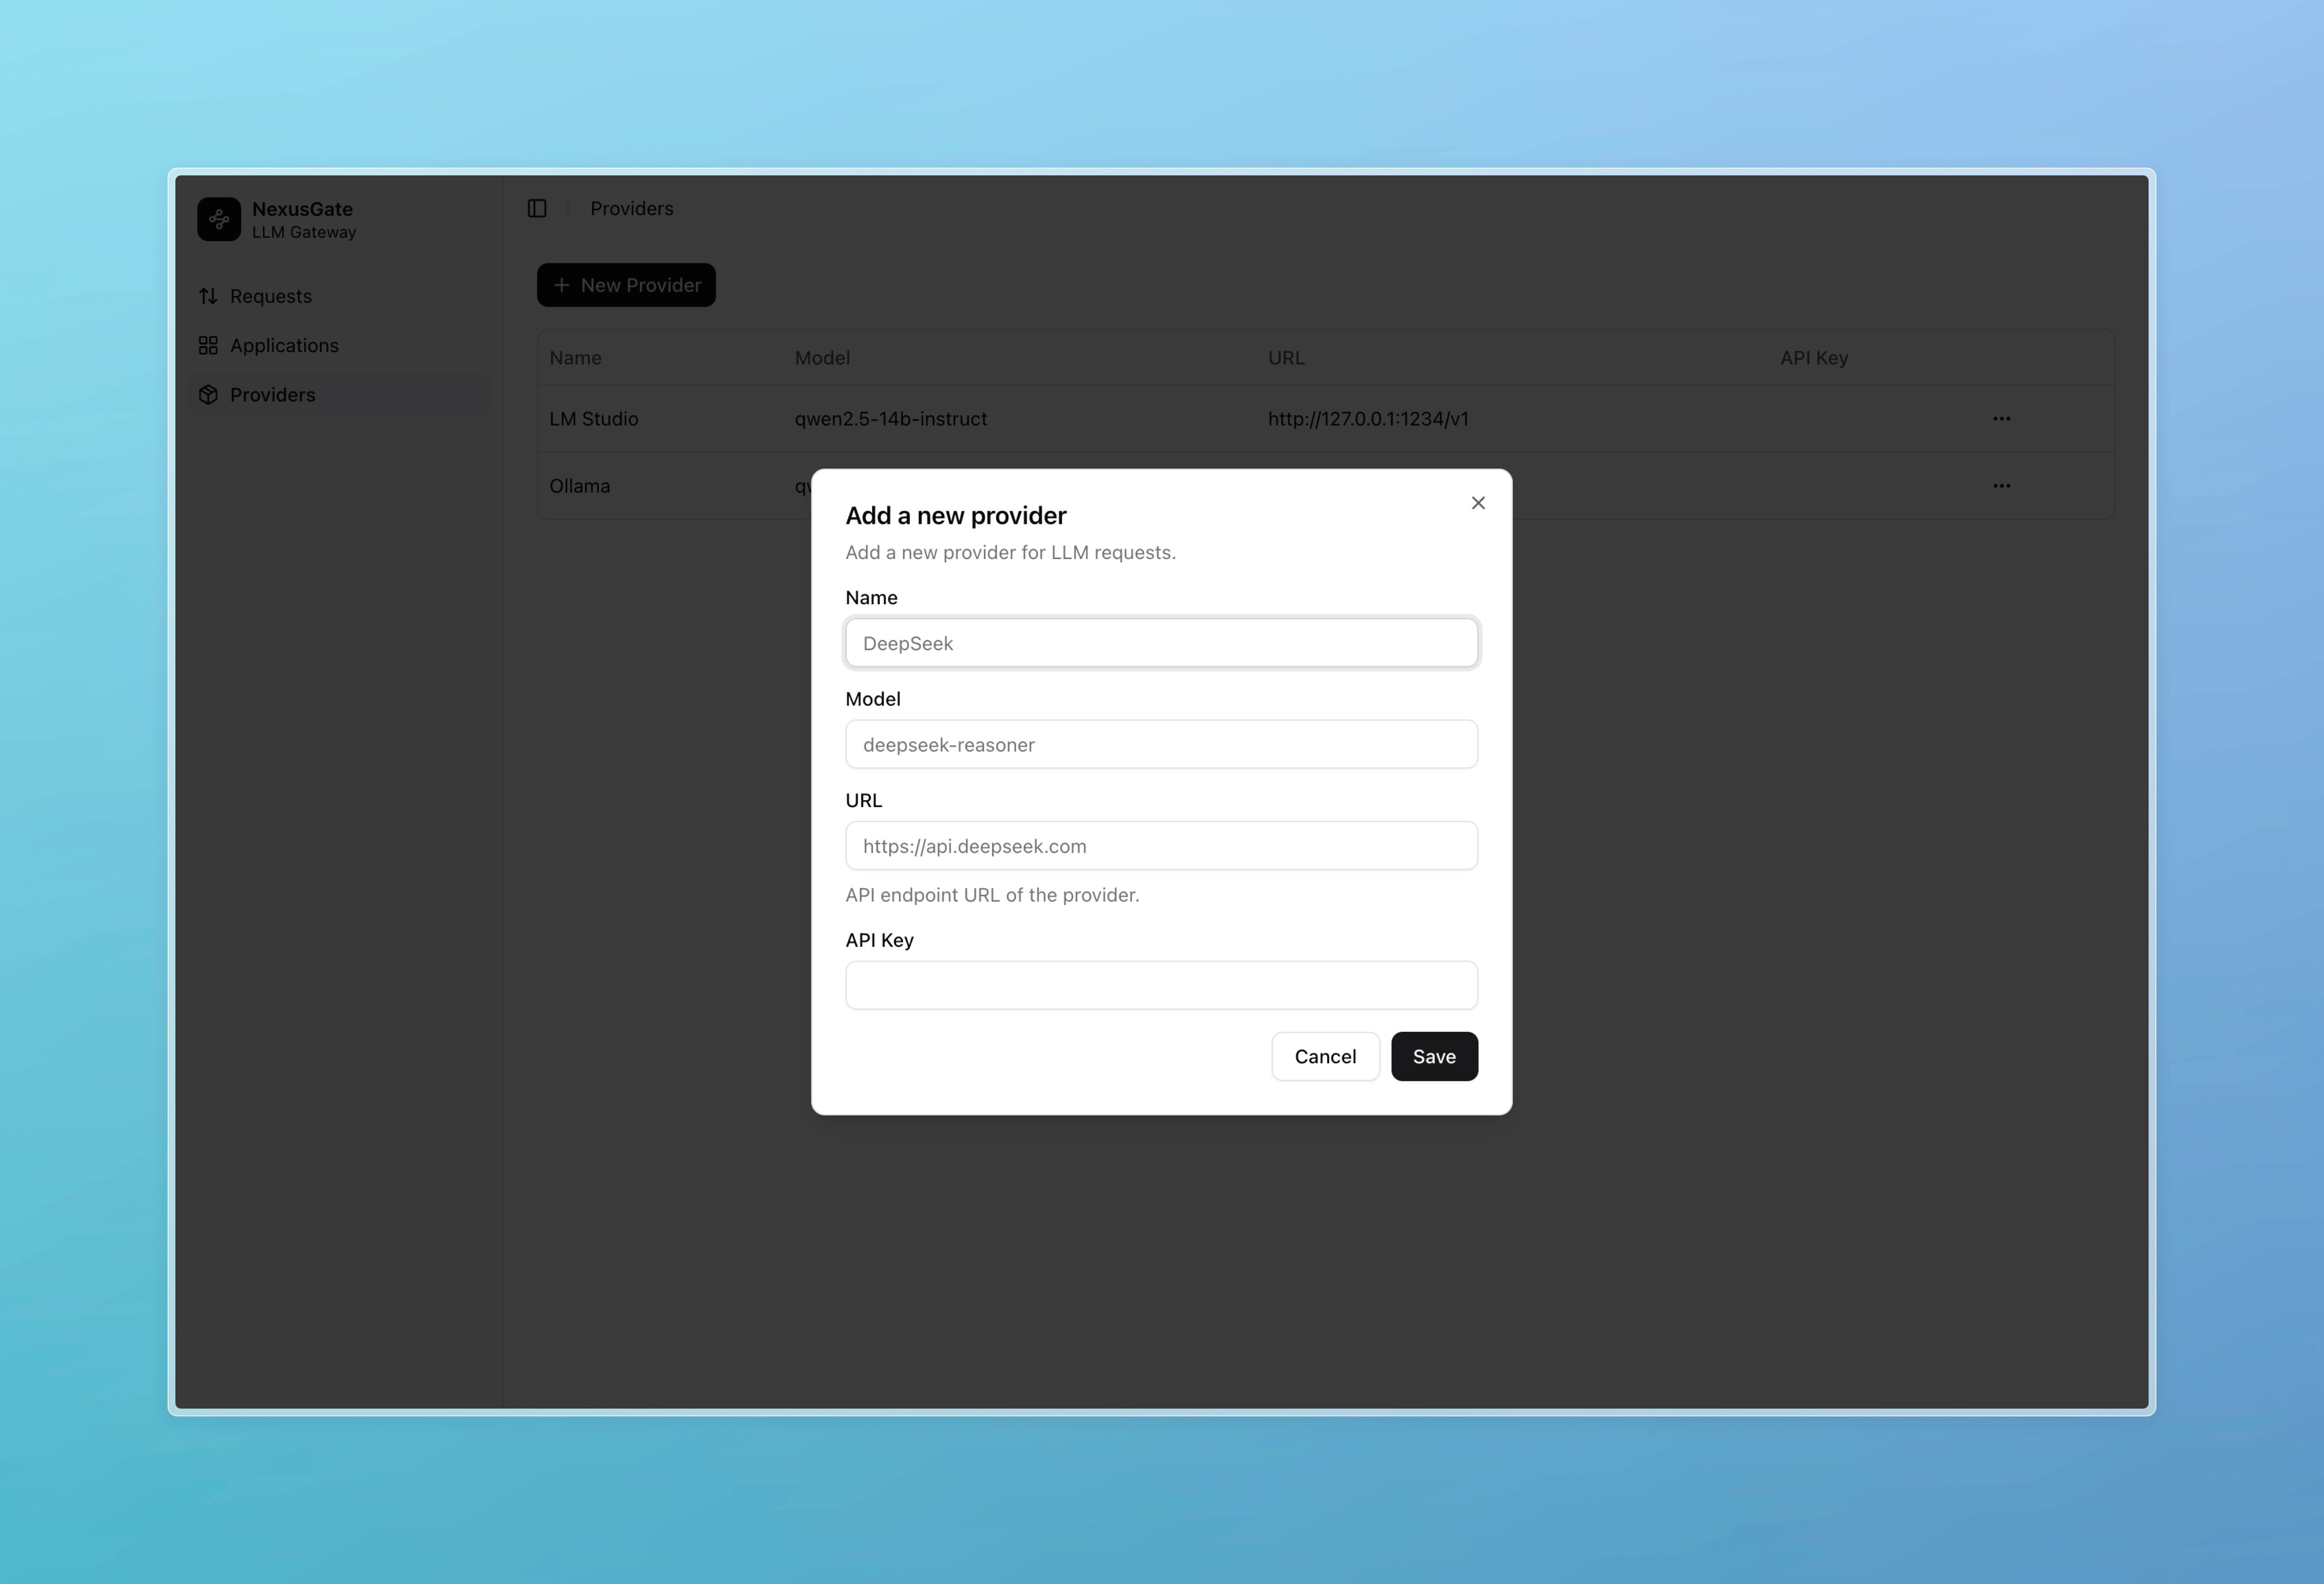 NexusGate
LLM Gateway
Requests
Applications
Providers
Providers
New Provider
Name Model URL API Key
LM Studio qwen2.5-14b-instruct http://127.0.0.1:1234/v1
Ollama
Add a new provider
Add a new provider for LLM requests.
Name
DeepSeek
Model
deepseek-reasoner
URL
https://api.deepseek.com
API endpoint URL of the provider.
API Key
Cancel Save